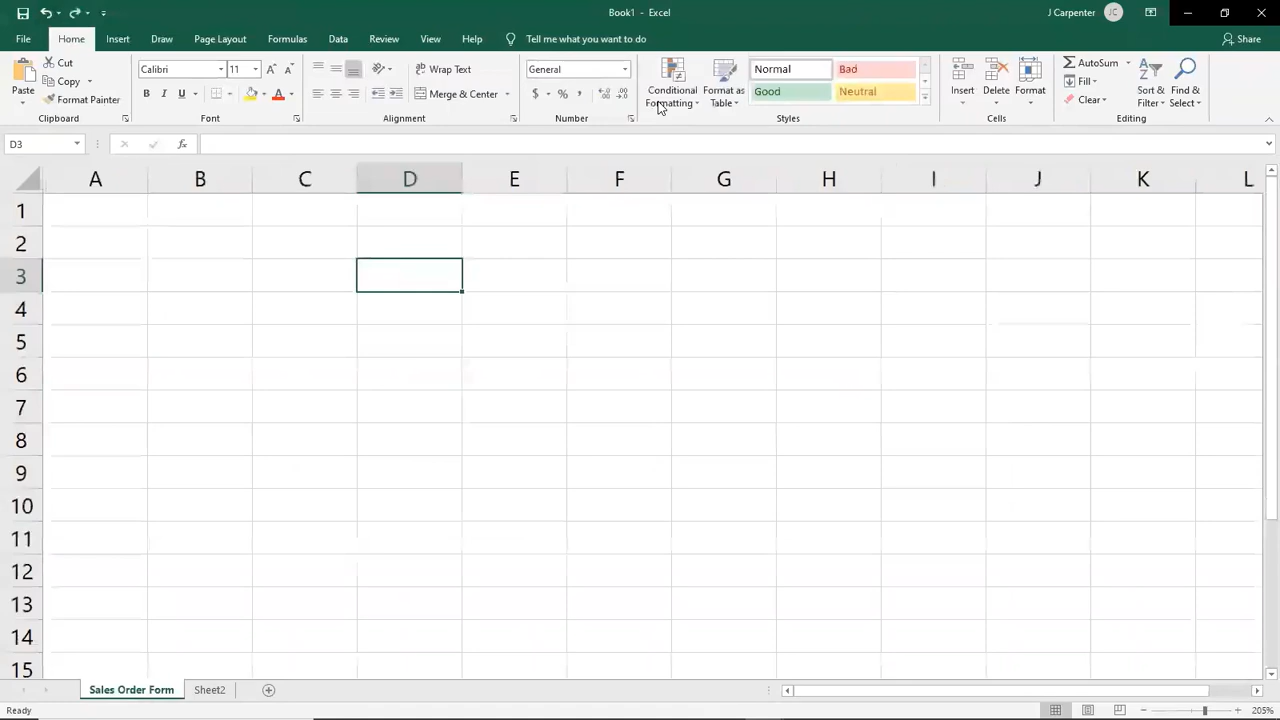 Book1 - Excel
J Carpenter JC
File Home Insert Draw Page Layout Formulas Data Review View Help Tell me what you want to do Share
Paste
Cut
Copy
Format Painter
Clipboard
Calibri 11
B I U
Font
Wrap Text
Merge & Center
Alignment
General
$ % ,
Number
Conditional
Formatting
Format as
Table
Normal Bad
Good Neutral
Styles
Insert Delete Format
Cells
AutoSum
Fill
Clear
Sort &
Filter
Find &
Select
Editing
D3 fx
A B C D E F G H I J K L
1
2
3
4
5
6
7
8
9
10
11
12
13
14
15
Sales Order Form Sheet2
Ready 205%